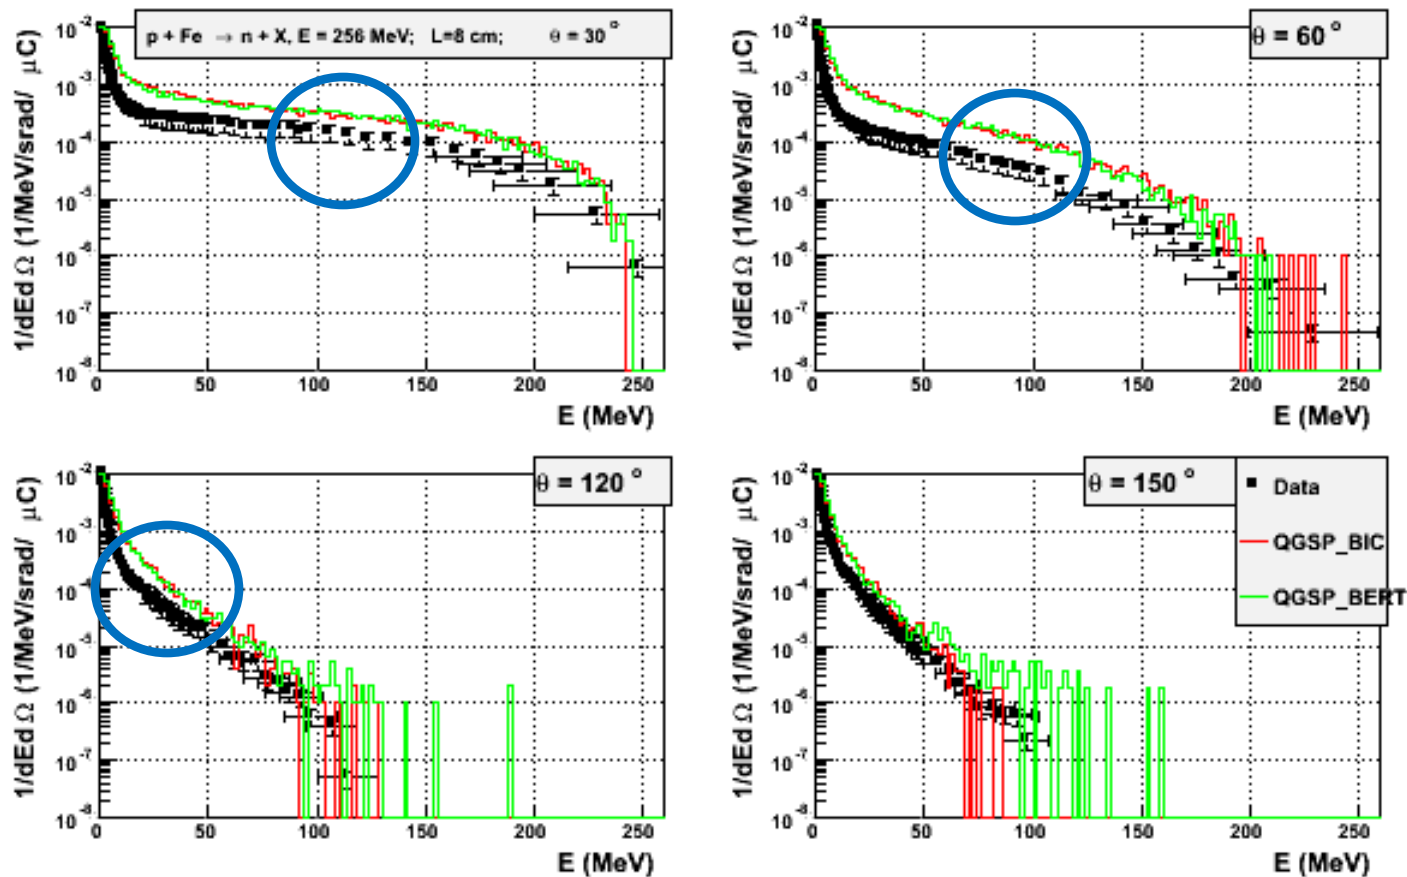 p + Fe → n + X, E = 256 MeV; L=8 cm; θ = 30°
1/dEdΩ (1/MeV/srad/ μC)
10⁻²
10⁻³
10⁻⁴
10⁻⁵
10⁻⁶
10⁻⁷
10⁻⁸
0 50 100 150 200 250
E (MeV)
θ = 60°
1/dEdΩ (1/MeV/srad/ μC)
10⁻²
10⁻³
10⁻⁴
10⁻⁵
10⁻⁶
10⁻⁷
10⁻⁸
0 50 100 150 200 250
E (MeV)
θ = 120°
1/dEdΩ (1/MeV/srad/ μC)
10⁻²
10⁻³
10⁻⁴
10⁻⁵
10⁻⁶
10⁻⁷
10⁻⁸
0 50 100 150 200 250
E (MeV)
θ = 150°
Data
QGSP_BIC
QGSP_BERT
1/dEdΩ (1/MeV/srad/ μC)
10⁻²
10⁻³
10⁻⁴
10⁻⁵
10⁻⁶
10⁻⁷
10⁻⁸
0 50 100 150 200 250
E (MeV)